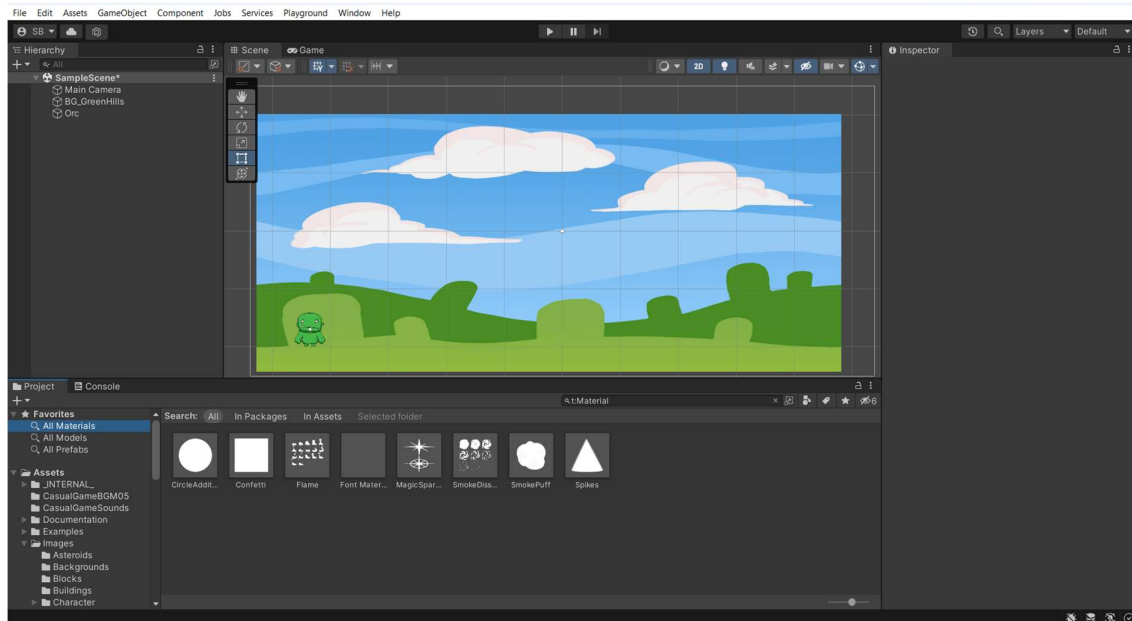 File Edit Assets GameObject Component Jobs Services Playground Window Help
SB Layers Default
Hierarchy Scene Game Inspector
All 2D
SampleScene*
Main Camera
BG_GreenHills
Orc
Project Console
t:Material 6
Favorites
All Materials
All Models
All Prefabs
Search: All In Packages In Assets Selected folder
CircleAddit... Confetti Flame Font Mater... MagicSpar... SmokeDiss... SmokePuff Spikes
Assets
_INTERNAL_
CasualGameBGM05
CasualGameSounds
Documentation
Examples
Images
Asteroids
Backgrounds
Blocks
Buildings
Character